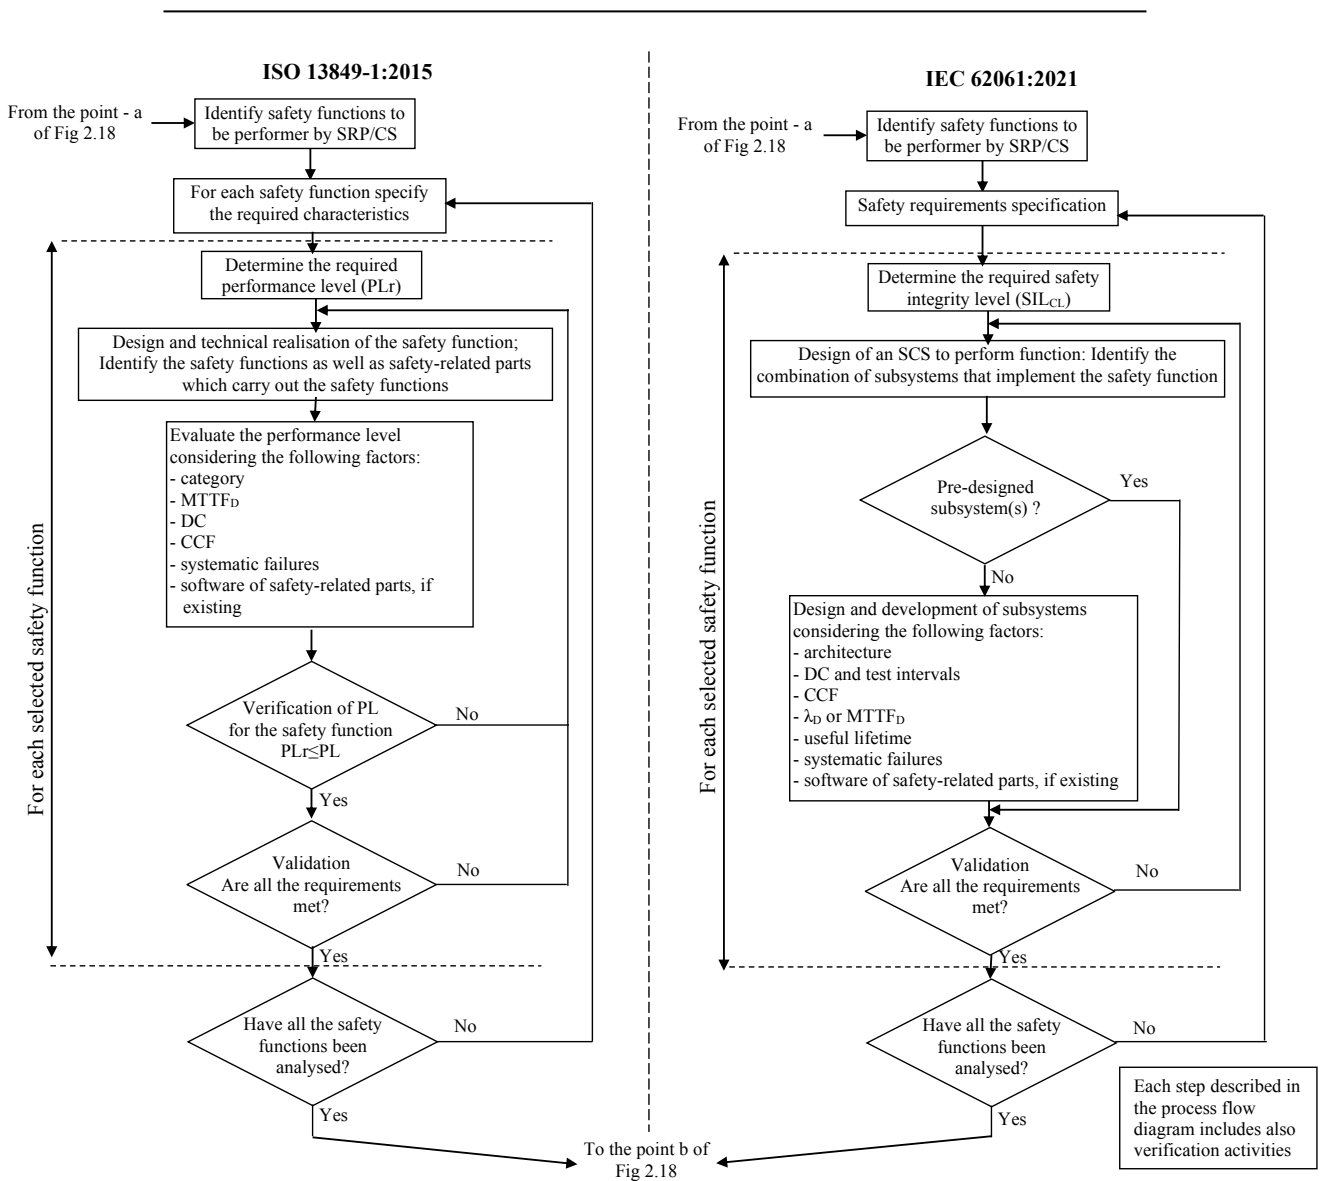 ISO 13849-1:2015
From the point - a
of Fig 2.18
Identify safety functions to
be performer by SRP/CS
For each safety function specify
the required characteristics
Determine the required
performance level (PLr)
Design and technical realisation of the safety function;
Identify the safety functions as well as safety-related parts
which carry out the safety functions
Evaluate the performance level
considering the following factors:
- category
- MTTFD
- DC
- CCF
- systematic failures
- software of safety-related parts, if
existing
For each selected safety function
Verification of PL
for the safety function
PLr≤PL
No
Yes
Validation
Are all the requirements
met?
No
Yes
Have all the safety
functions been
analysed?
No
Yes
IEC 62061:2021
From the point - a
of Fig 2.18
Identify safety functions to
be performer by SRP/CS
Safety requirements specification
Determine the required safety
integrity level (SILCL)
Design of an SCS to perform function: Identify the
combination of subsystems that implement the safety function
Pre-designed
subsystem(s) ?
Yes
No
Design and development of subsystems
considering the following factors:
- architecture
- DC and test intervals
- CCF
- λD or MTTFD
- useful lifetime
- systematic failures
- software of safety-related parts, if existing
For each selected safety function
Validation
Are all the requirements
met?
No
Yes
Have all the safety
functions been
analysed?
No
Yes
Each step described in
the process flow
diagram includes also
verification activities
To the point b of
Fig 2.18